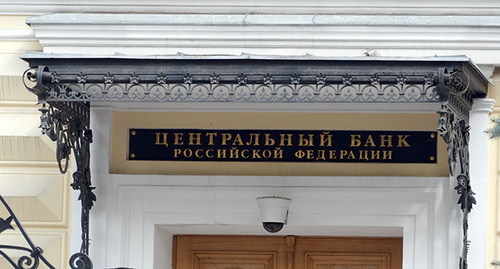 ЦЕНТРАЛЬНЫЙ БАНК
РОССИЙСКОЙ ФЕДЕРАЦИИ